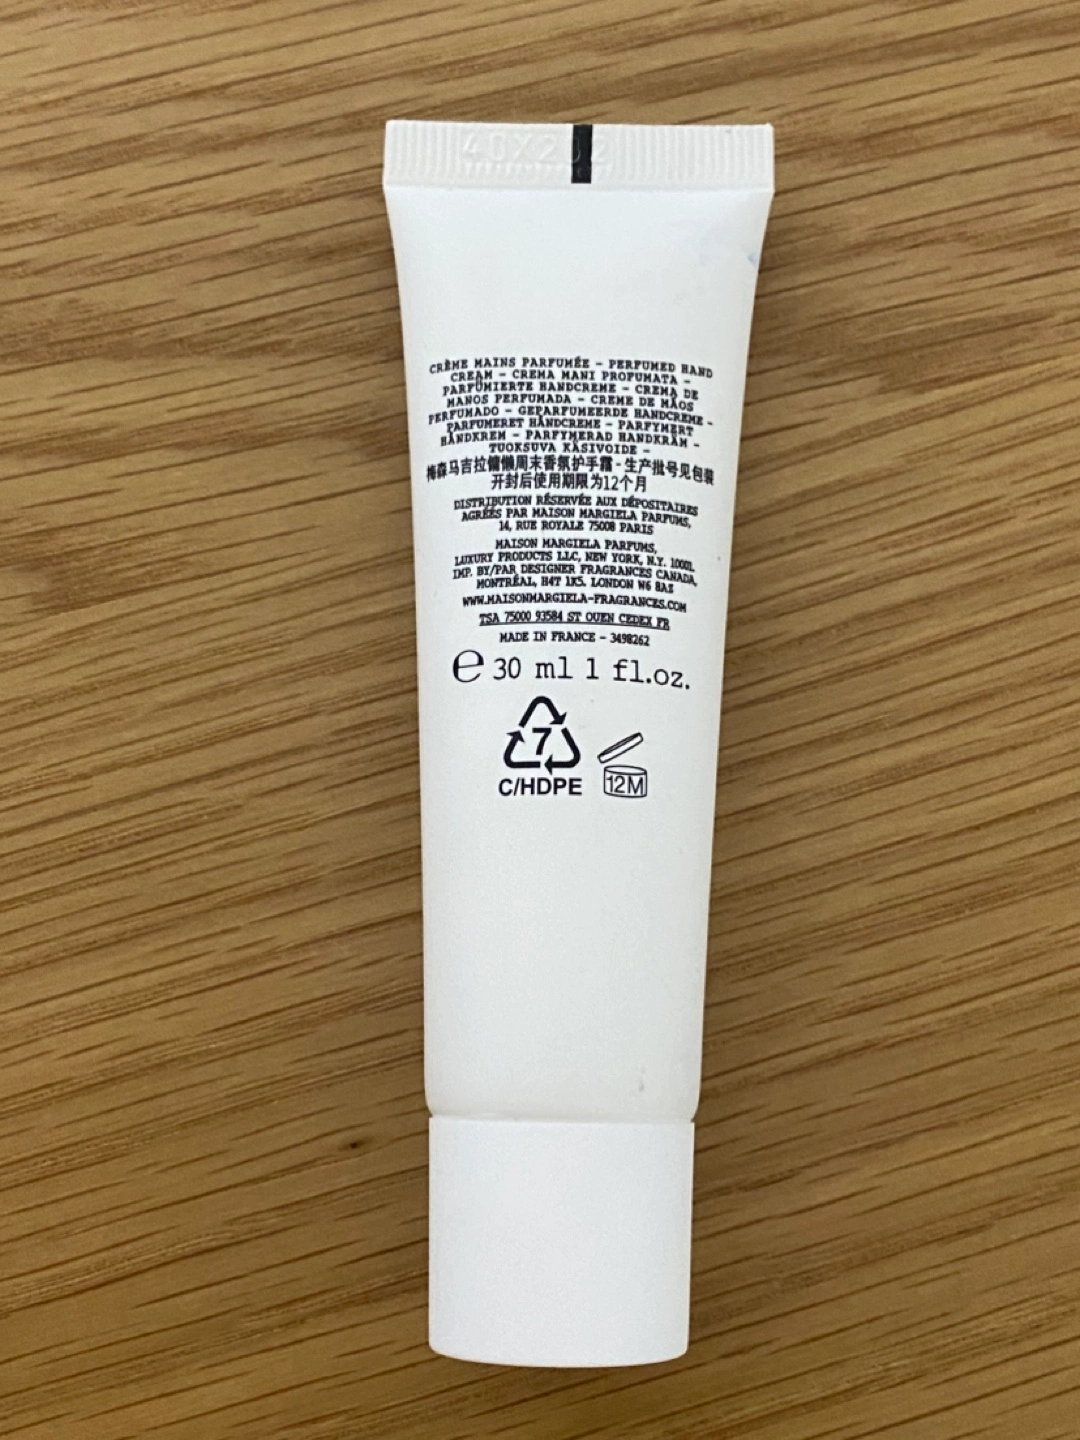 40X202
CRÈME MAINS PARFUMÉE - PERFUMED HAND
CREAM - CREMA MANI PROFUMATA -
PARFÜMIERTE HANDCREME - CREMA DE
MANOS PERFUMADA - CREME DE MÃOS
PERFUMADO - GEPARFUMEERDE HANDCREME -
PARFUMERET HÅNDCREME - PARFYMERT
HÅNDKREM - PARFYMERAD HANDKRÄM -
TUOKSUVA KÄSIVOIDE -
梅森马吉拉慵懒周末香氛护手霜 - 生产批号见包装
开封后使用期限为12个月
DISTRIBUTION RÉSERVÉE AUX DÉPOSITAIRES
AGRÉÉS PAR MAISON MARGIELA PARFUMS,
14, RUE ROYALE 75008 PARIS
MAISON MARGIELA PARFUMS,
LUXURY PRODUCTS LLC, NEW YORK, N.Y. 10001.
IMP. BY/PAR DESIGNER FRAGRANCES CANADA,
MONTRÉAL, H4T 1K5. LONDON W6 8AZ
WWW.MAISONMARGIELA-FRAGRANCES.COM
TSA 75000 93584 ST OUEN CEDEX FR
MADE IN FRANCE - 3498262
℮ 30 ml 1 fl.oz.
7
C/HDPE
12M